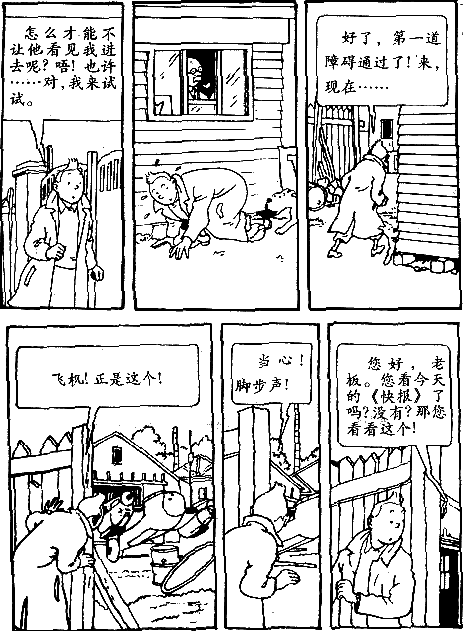 怎么才能不
让他看见我进
去呢？唔！也许
……对，我来试
试。
好了，第一道
障碍通过了！来，
现在……
飞机！正是这个！
当心！
脚步声！
您好，老
板。您看今天
的《快报》了
吗？没有？那您
看看这个！